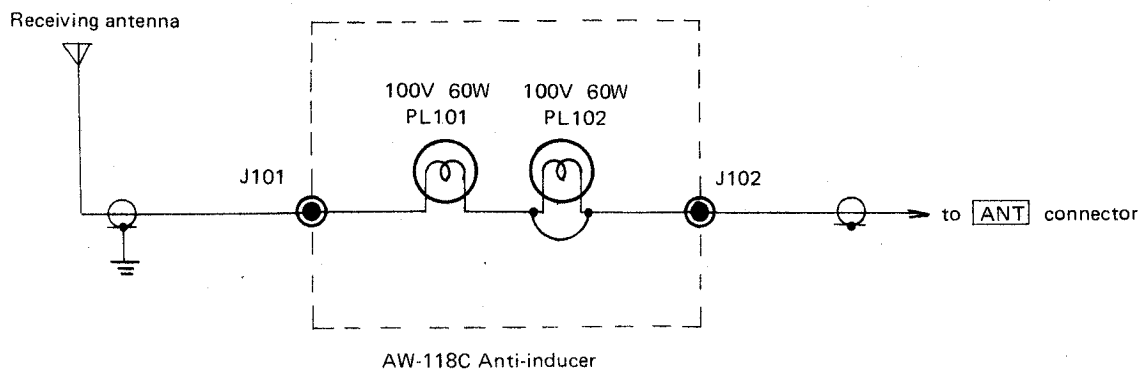 Receiving antenna
100V 60W 100V 60W
PL101 PL102
J101
J102
to ANT connector
AW-118C Anti-inducer